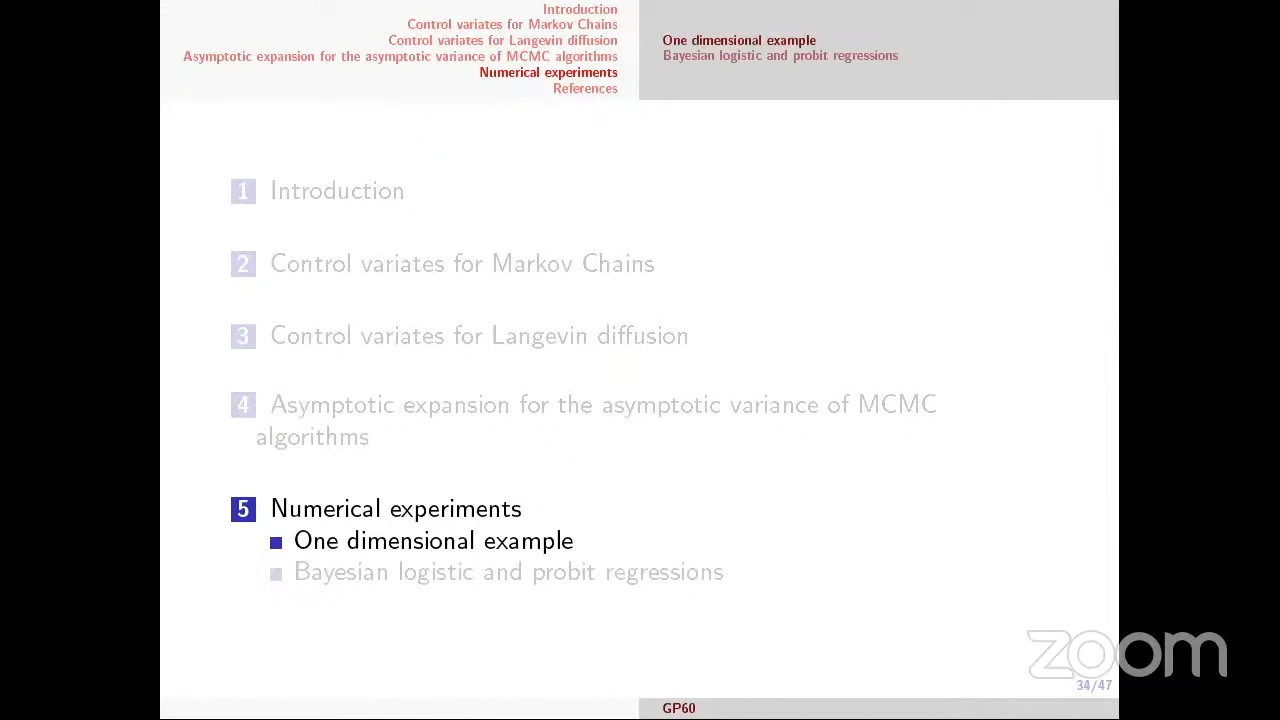 Introduction
Control variates for Markov Chains
Control variates for Langevin diffusion
Asymptotic expansion for the asymptotic variance of MCMC algorithms
Numerical experiments
References
One dimensional example
Bayesian logistic and probit regressions
1 Introduction
2 Control variates for Markov Chains
3 Control variates for Langevin diffusion
4 Asymptotic expansion for the asymptotic variance of MCMC
algorithms
5 Numerical experiments
One dimensional example
Bayesian logistic and probit regressions
zoom
34/47
GP60